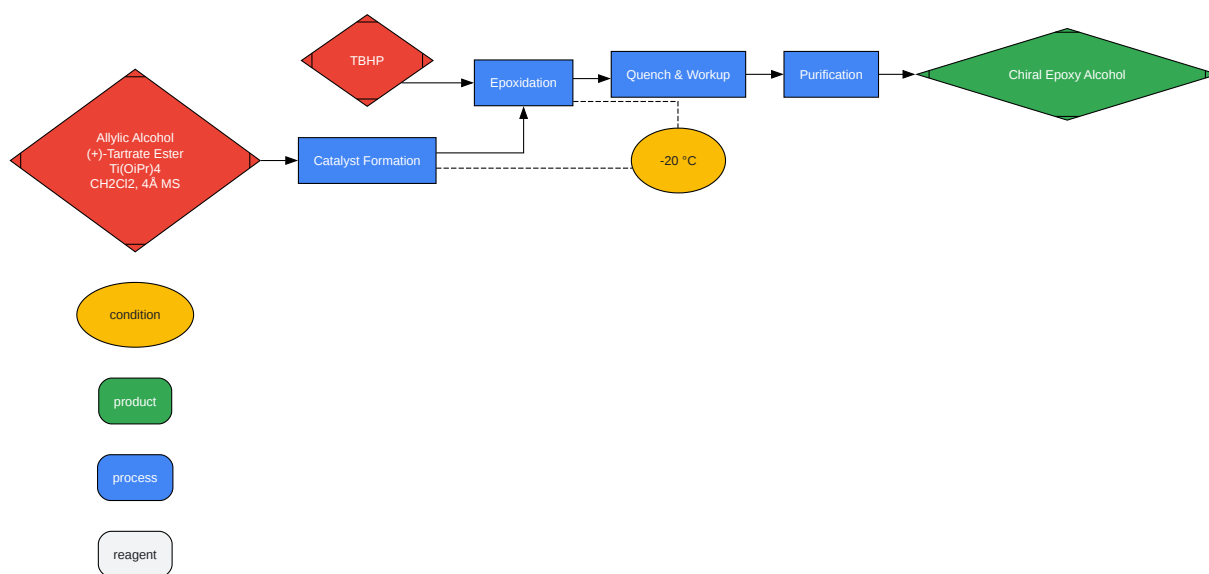 TBHP
Epoxidation
Quench & Workup
Purification
Chiral Epoxy Alcohol
Allylic Alcohol
(+)-Tartrate Ester
Ti(OiPr)4
CH2Cl2, 4Å MS
Catalyst Formation
-20 °C
condition
product
process
reagent